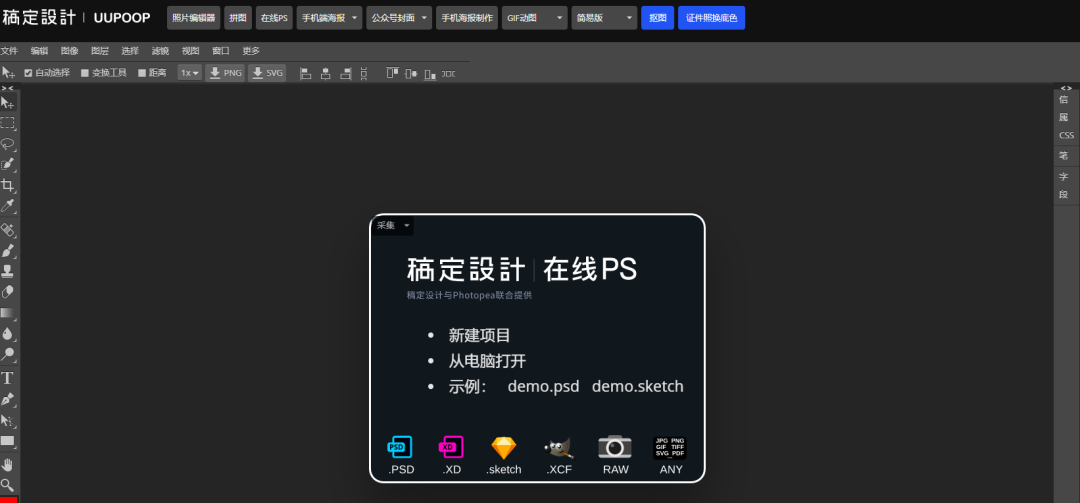 稿定設計 | UUPOOP 照片编辑器 拼图 在线PS 手机端海报 公众号封面 手机海报制作 GIF动图 简易版 抠图 证件照换底色
文件 编辑 图像 图层 选择 滤镜 视图 窗口 更多
自动选择 变换工具 距离 1x PNG SVG
信
属
CSS
笔
字
段
采集
稿定設計 | 在线PS
稿定设计与Photopea联合提供
• 新建项目
• 从电脑打开
• 示例： demo.psd demo.sketch
PSD XD JPG PNG
GIF TIFF
SVG PDF
.PSD .XD .sketch .XCF RAW ANY
T